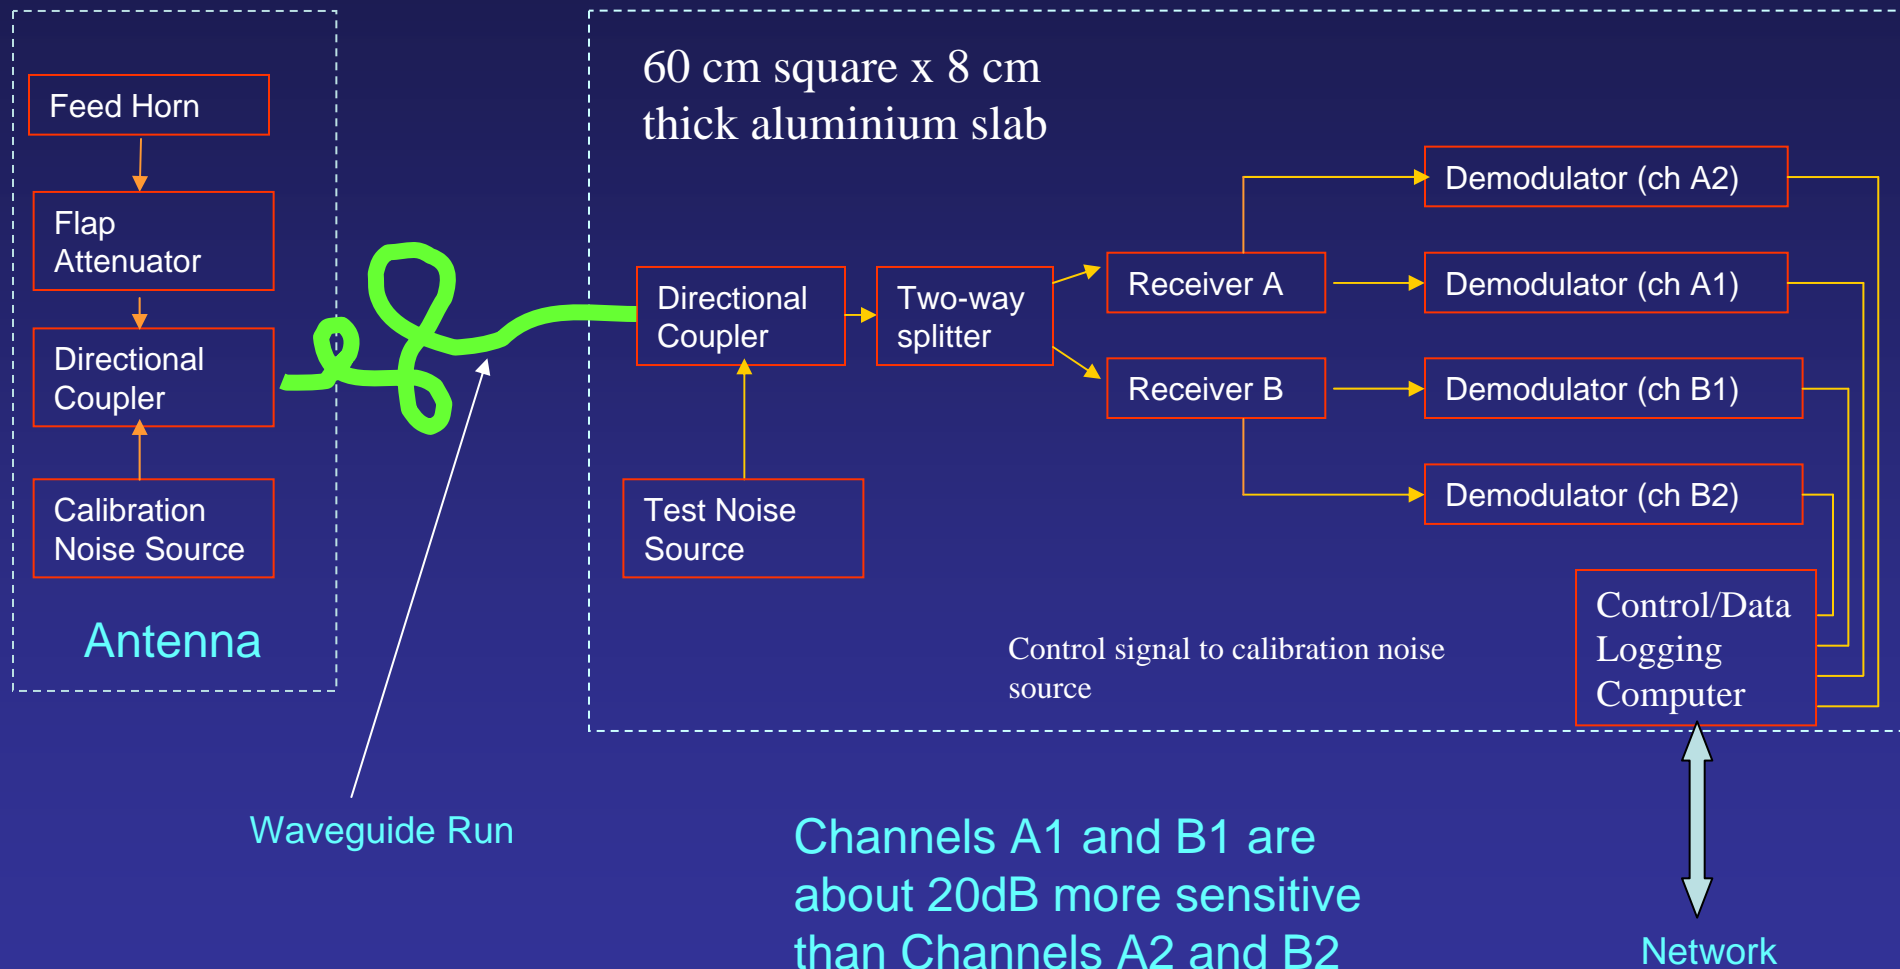 60 cm square x 8 cm
thick aluminium slab
Feed Horn
Flap
Attenuator
Directional
Coupler
Calibration
Noise Source
Antenna
Waveguide Run
Directional
Coupler
Test Noise
Source
Two-way
splitter
Receiver A
Receiver B
Demodulator (ch A2)
Demodulator (ch A1)
Demodulator (ch B1)
Demodulator (ch B2)
Control/Data
Logging
Computer
Control signal to calibration noise
source
Channels A1 and B1 are
about 20dB more sensitive
than Channels A2 and B2
Network